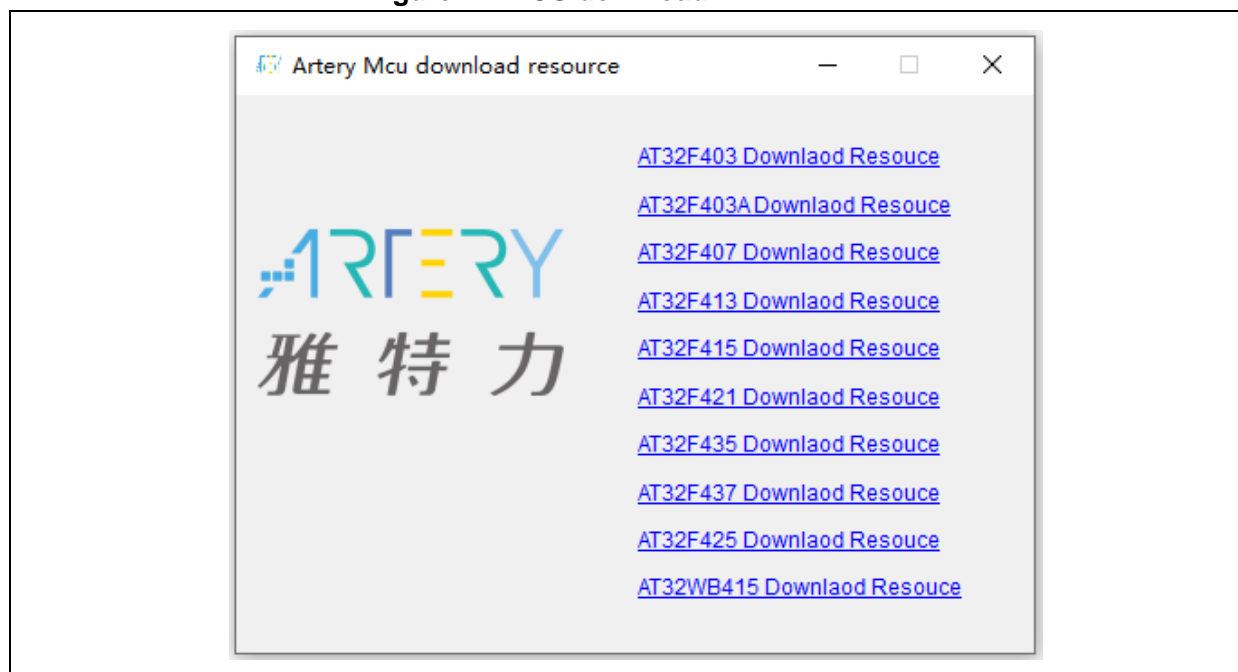 Artery Mcu download resource
AT32F403 Downlaod Resouce
AT32F403A Downlaod Resouce
AT32F407 Downlaod Resouce
AT32F413 Downlaod Resouce
AT32F415 Downlaod Resouce
AT32F421 Downlaod Resouce
AT32F435 Downlaod Resouce
AT32F437 Downlaod Resouce
AT32F425 Downlaod Resouce
AT32WB415 Downlaod Resouce
ARTERY
雅特力